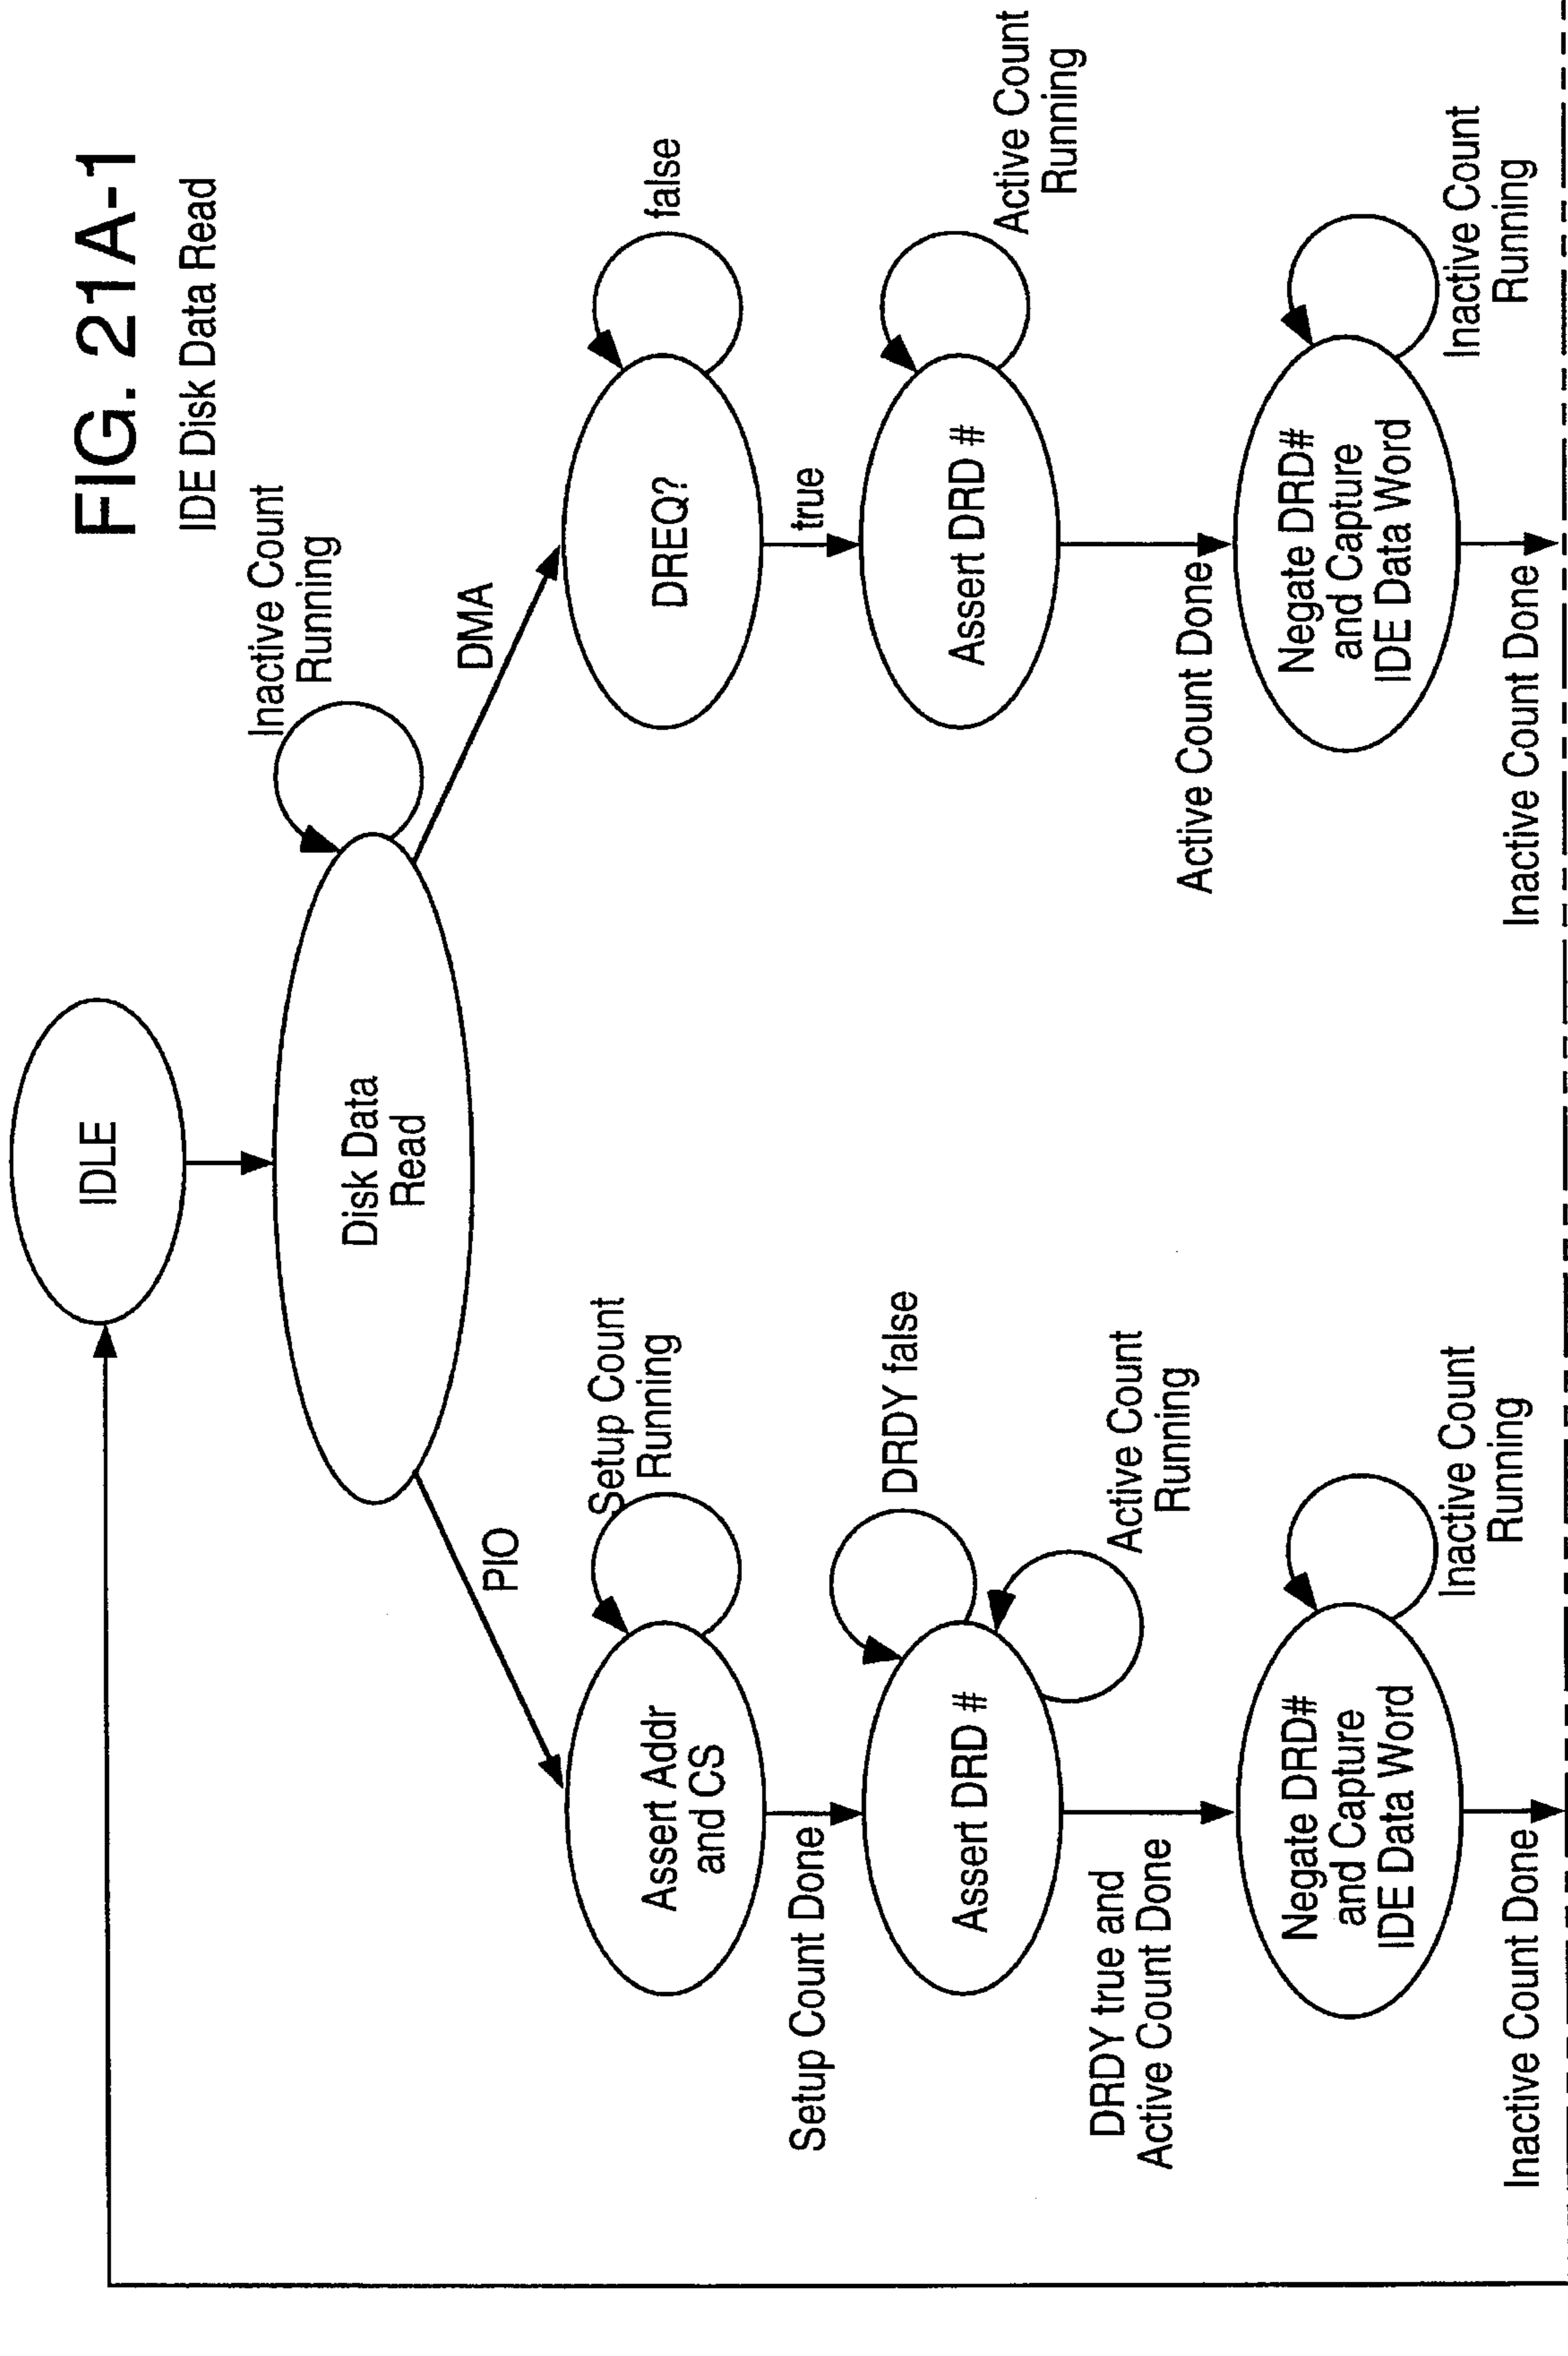 FIG. 21A-1
IDE Disk Data Read
IDLE
Disk Data
Read
Inactive Count
Running
PIO
DMA
Assert Addr
and CS
Setup Count
Running
DREQ?
false
Setup Count Done
true
Assert DRD #
DRDY false
Active Count
Running
Assert DRD #
Active Count
Running
DRDY true and
Active Count Done
Active Count Done
Negate DRD#
and Capture
IDE Data Word
Inactive Count
Running
Negate DRD#
and Capture
IDE Data Word
Inactive Count
Running
Inactive Count Done
Inactive Count Done